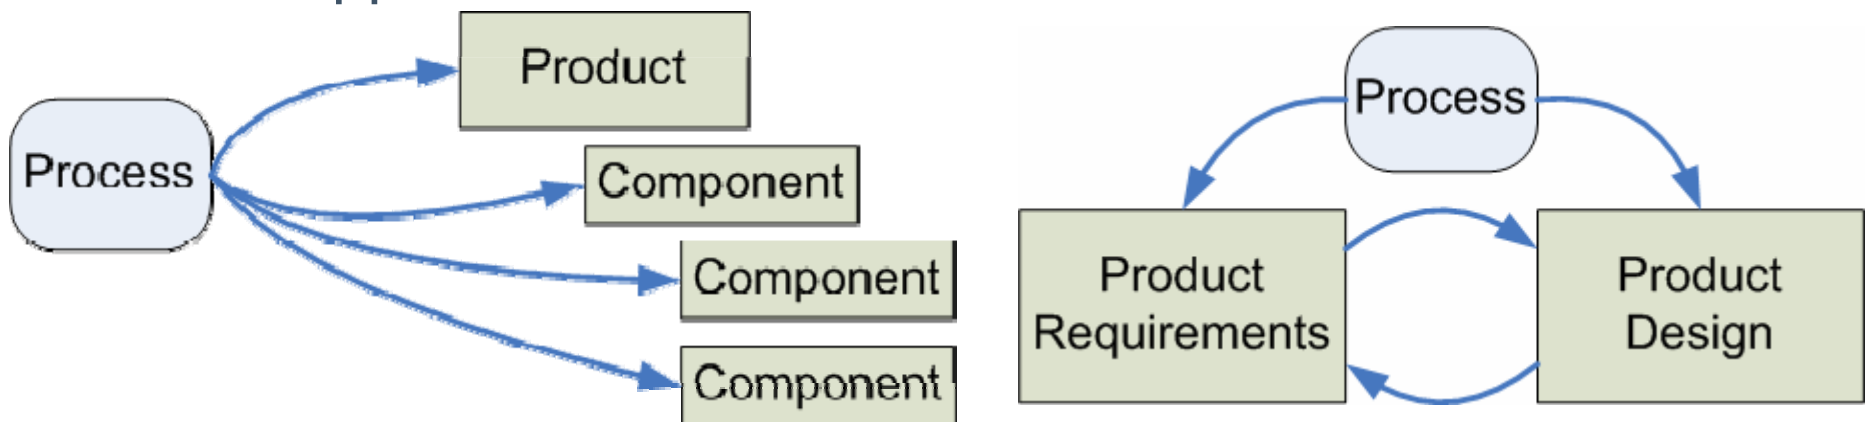 Product
Process
Component
Component
Component
Process
Product
Requirements
Product
Design